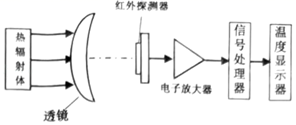 热辐射体
透镜
红外探测器
电子放大器
信号处理器
温度显示器